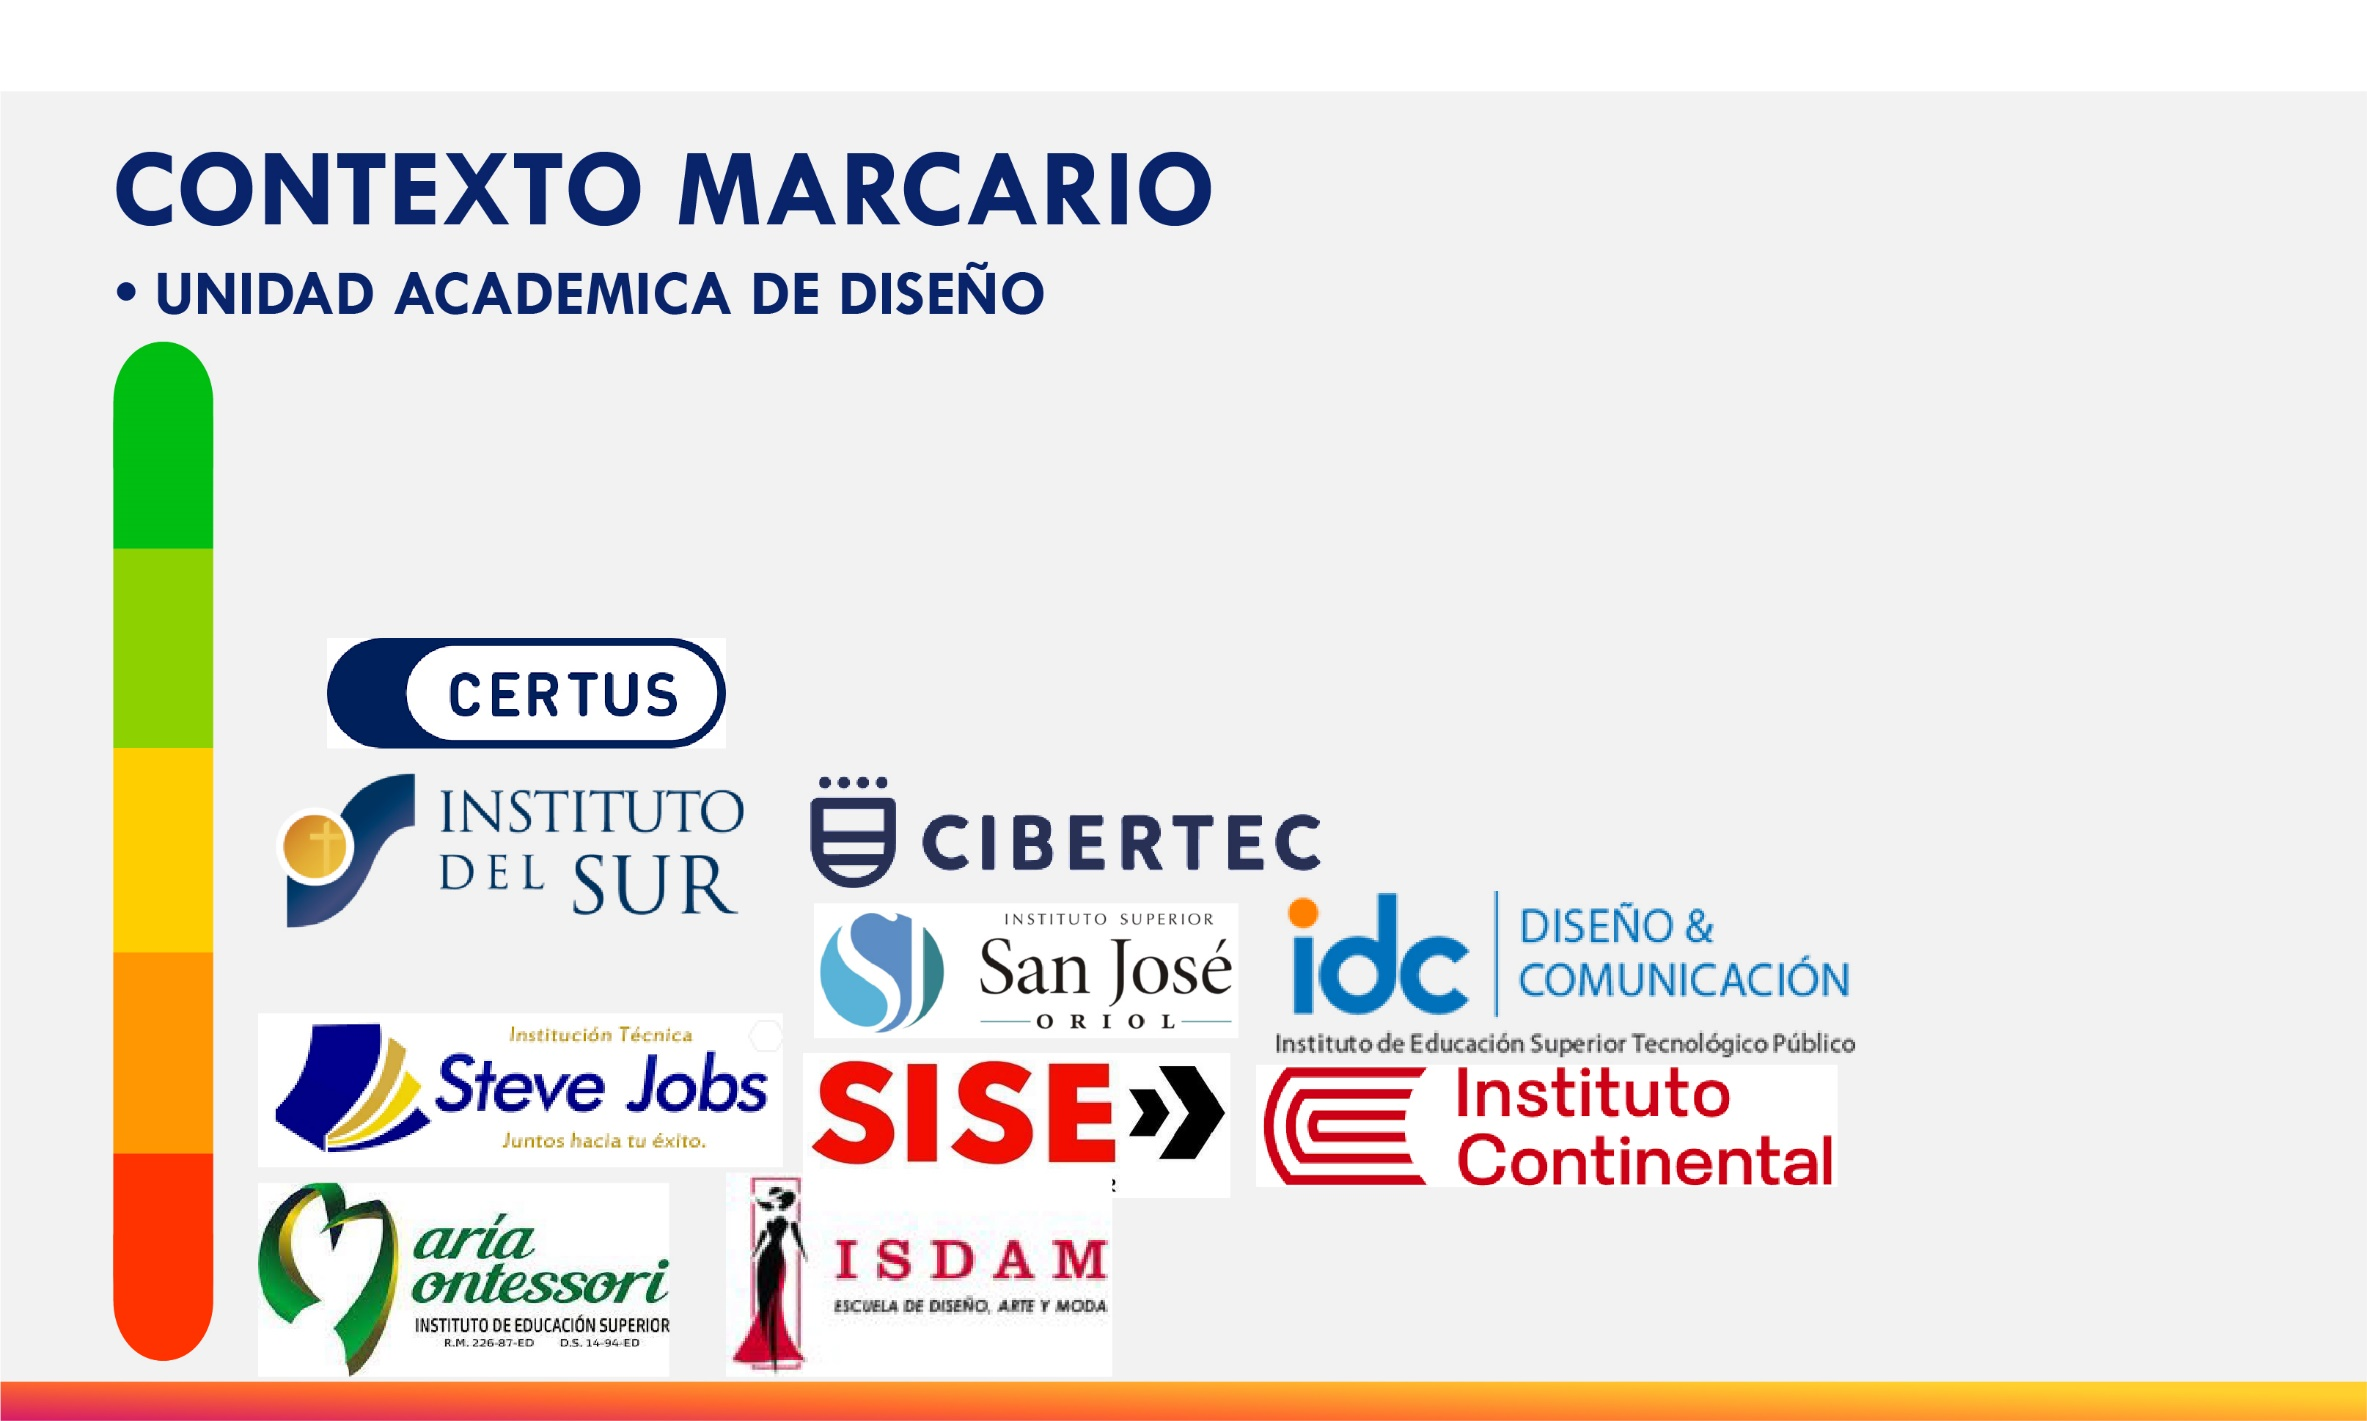 CONTEXTO MARCARIO
• UNIDAD ACADEMICA DE DISEÑO
CERTUS
INSTITUTO
DEL SUR
CIBERTEC
INSTITUTO SUPERIOR
San José
ORIOL
idc
DISEÑO &
COMUNICACIÓN
Instituto de Educación Superior Tecnológico Público
Institución Técnica
Steve Jobs
Juntos hacia tu éxito.
SISE
Instituto
Continental
aría
ontessori
INSTITUTO DE EDUCACIÓN SUPERIOR
R.M. 226-87-ED D.S. 14-94-ED
ISDAM
ESCUELA DE DISEÑO, ARTE Y MODA